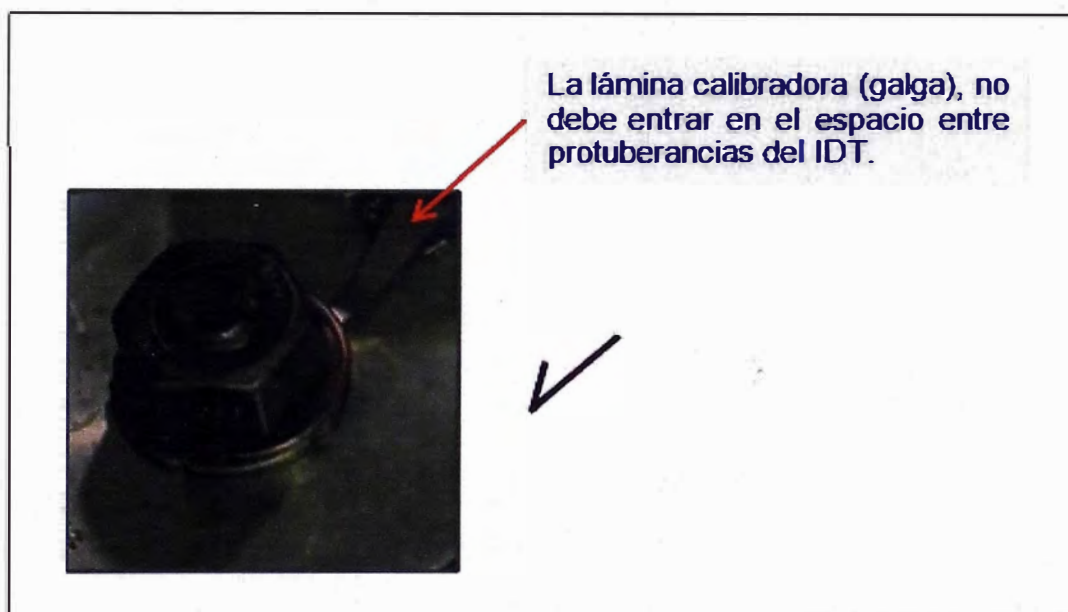 La lámina calibradora (galga), no
debe entrar en el espacio entre
protuberancias del IDT.